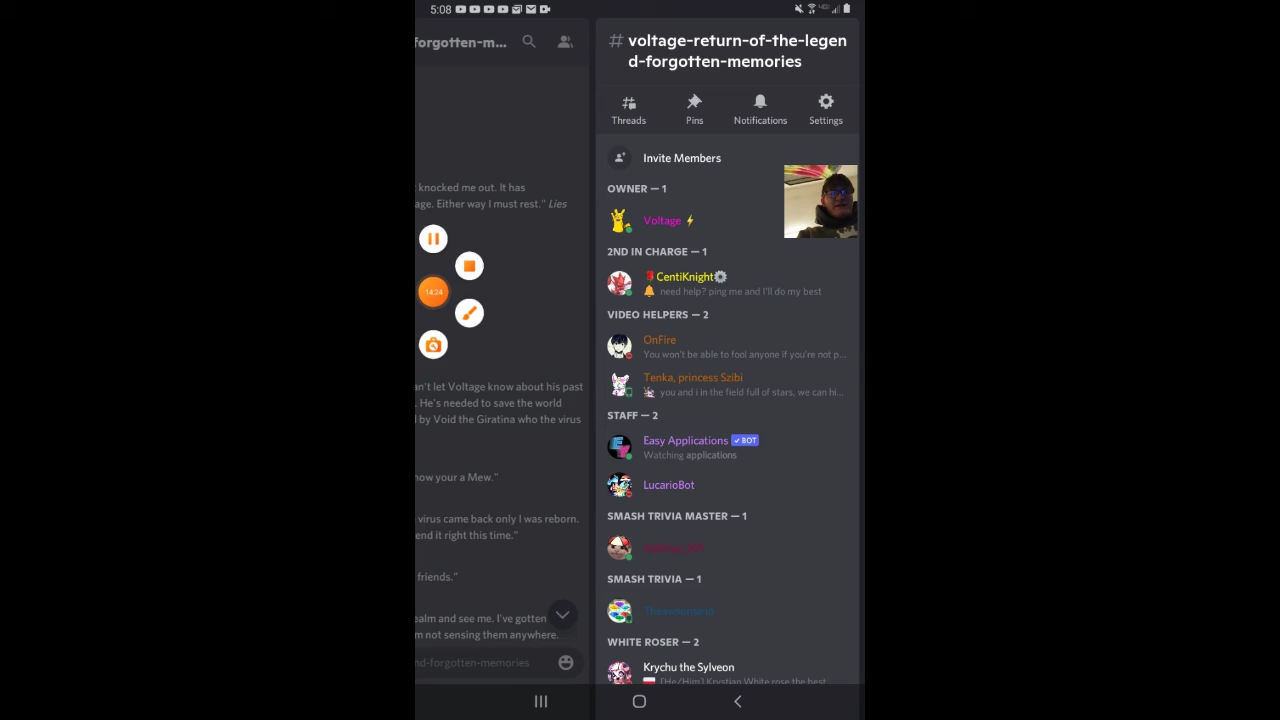 5:08
forgotten-m...
# voltage-return-of-the-legen
d-forgotten-memories
Threads
Pins
Notifications
Settings
Invite Members
knocked me out. It has
age. Either way I must rest." Lies
14:24
an't let Voltage know about his past
. He's needed to save the world
l by Void the Giratina who the virus
now your a Mew."
virus came back only I was reborn.
end it right this time."
friends."
ealm and see me. I've gotten
m not sensing them anywhere.
nd-forgotten-memories
OWNER — 1
Voltage ⚡
2ND IN CHARGE — 1
CentiKnight
need help? ping me and I'll do my best
VIDEO HELPERS — 2
OnFire
You won't be able to fool anyone if you're not p...
Tenka, princess Szibi
you and i in the field full of stars, we can hi...
STAFF — 2
Easy Applications ✓ BOT
Watching applications
LucarioBot
SMASH TRIVIA MASTER — 1
SMASH TRIVIA — 1
WHITE ROSER — 2
Krychu the Sylveon
[He/Him] Krystian White rose the best